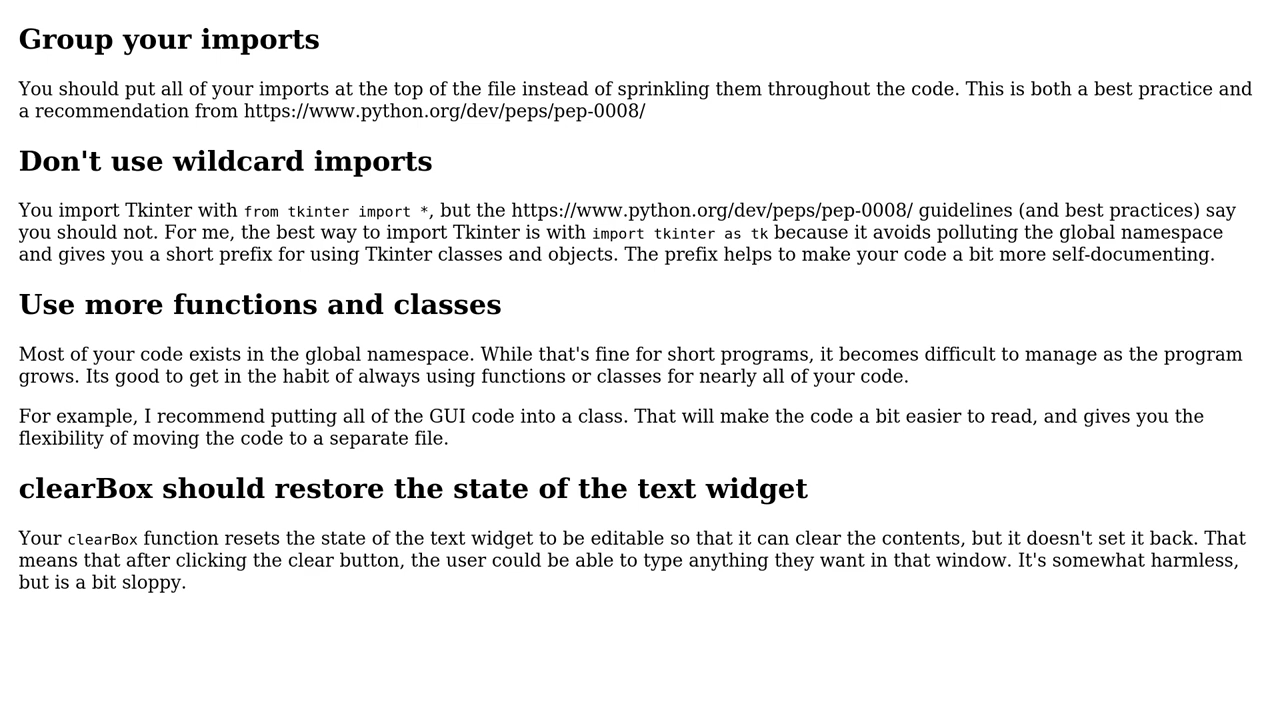 Group your imports
You should put all of your imports at the top of the file instead of sprinkling them throughout the code. This is both a best practice and
a recommendation from https://www.python.org/dev/peps/pep-0008/
Don't use wildcard imports
You import Tkinter with from tkinter import *, but the https://www.python.org/dev/peps/pep-0008/ guidelines (and best practices) say
you should not. For me, the best way to import Tkinter is with import tkinter as tk because it avoids polluting the global namespace
and gives you a short prefix for using Tkinter classes and objects. The prefix helps to make your code a bit more self-documenting.
Use more functions and classes
Most of your code exists in the global namespace. While that's fine for short programs, it becomes difficult to manage as the program
grows. Its good to get in the habit of always using functions or classes for nearly all of your code.
For example, I recommend putting all of the GUI code into a class. That will make the code a bit easier to read, and gives you the
flexibility of moving the code to a separate file.
clearBox should restore the state of the text widget
Your clearBox function resets the state of the text widget to be editable so that it can clear the contents, but it doesn't set it back. That
means that after clicking the clear button, the user could be able to type anything they want in that window. It's somewhat harmless,
but is a bit sloppy.